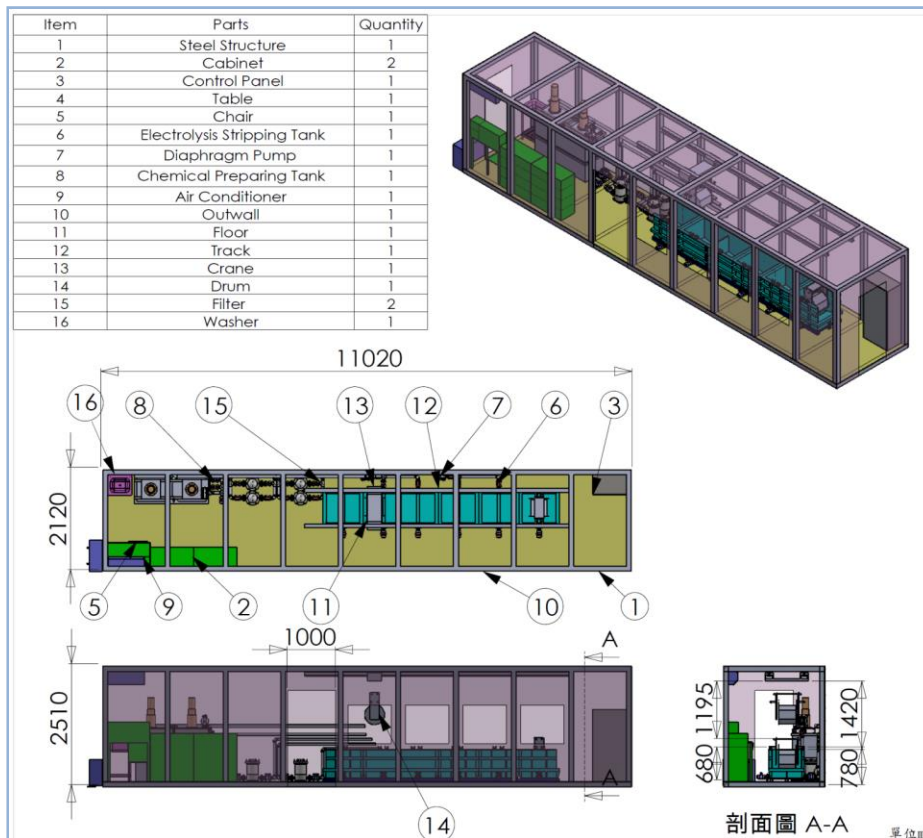 Item Parts Quantity
1 Steel Structure 1
2 Cabinet 2
3 Control Panel 1
4 Table 1
5 Chair 1
6 Electrolysis Stripping Tank 1
7 Diaphragm Pump 1
8 Chemical Preparing Tank 1
9 Air Conditioner 1
10 Outwall 1
11 Floor 1
12 Track 1
13 Crane 1
14 Drum 1
15 Filter 2
16 Washer 1
11020
16 8 15 13 12 7 6 3
2120
5 9 2 11 10 1
1000
A
2510
1195
1420
680
780
A
14
剖面圖 A-A
單位